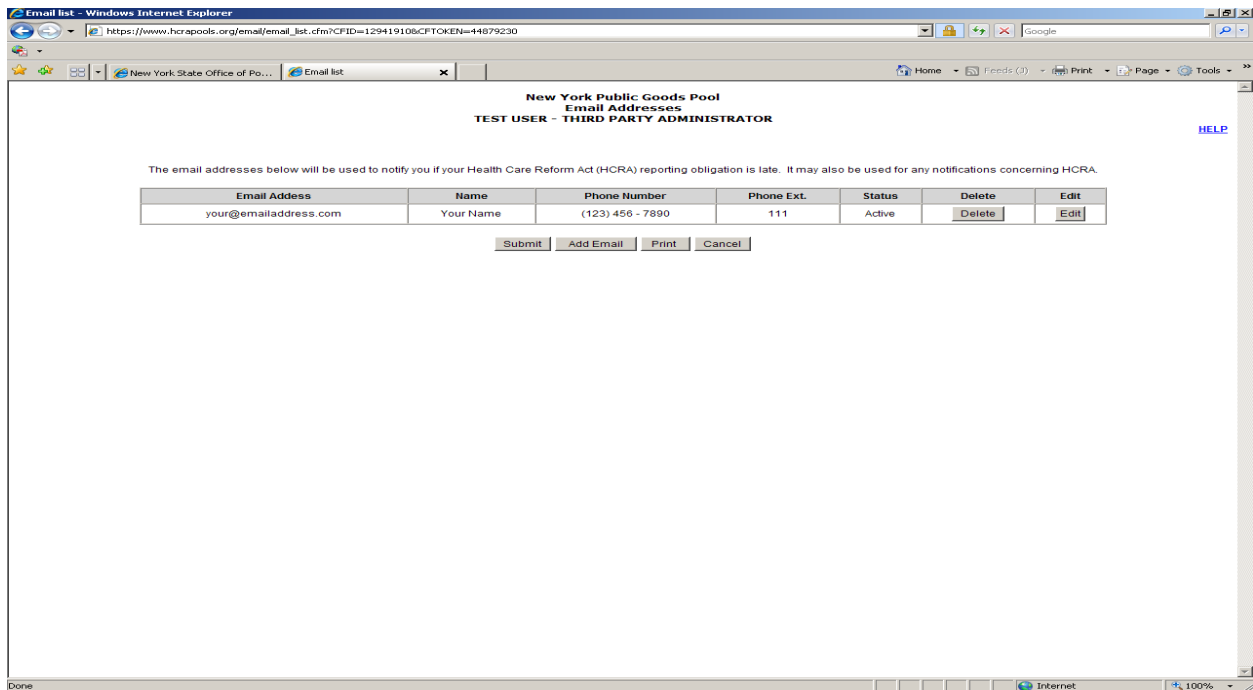 Email list - Windows Internet Explorer
https://www.hcrapools.org/email/email_list.cfm?CFID=12941910&CFTOKEN=44879230 Google
New York State Office of Po... Email list Home Feeds (J) Print Page Tools
New York Public Goods Pool
Email Addresses
TEST USER - THIRD PARTY ADMINISTRATOR
HELP
The email addresses below will be used to notify you if your Health Care Reform Act (HCRA) reporting obligation is late. It may also be used for any notifications concerning HCRA.
Email Addess Name Phone Number Phone Ext. Status Delete Edit
your@emailaddress.com Your Name (123) 456 - 7890 111 Active Delete Edit
Submit Add Email Print Cancel
Done Internet 100%